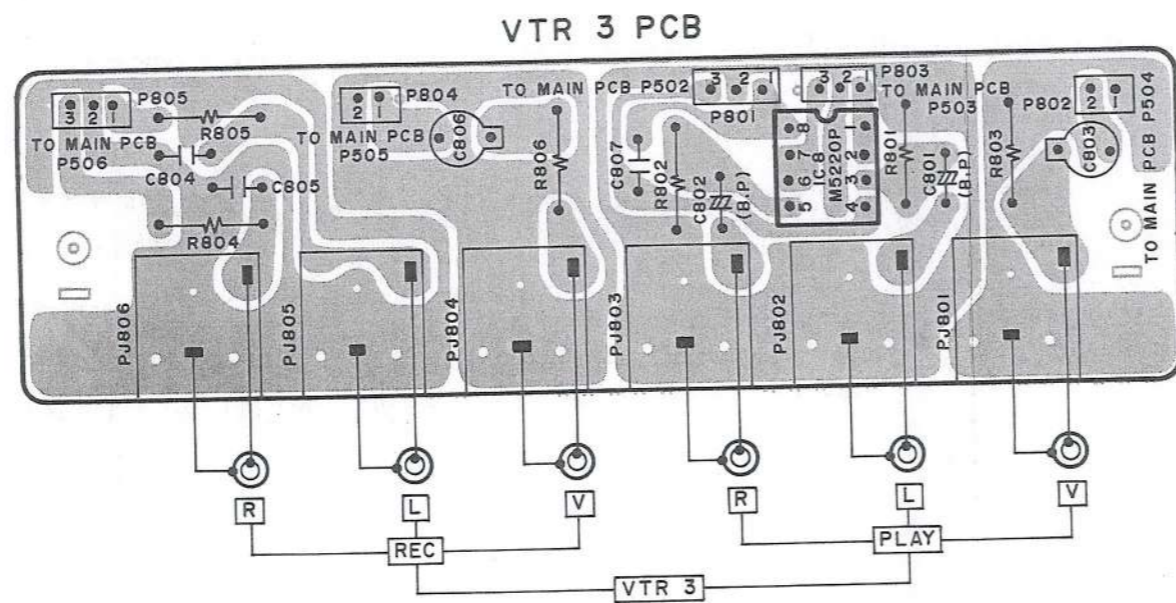 VTR 3 PCB
3 2 1
P805
TO MAIN PCB
P506
R805
C804
C805
R804
2 1
P804
TO MAIN PCB
P505
C806
R806
TO MAIN PCB P502
3 2 1
P801
C807
R802
C802
(B.P)
3 2 1
P803
TO MAIN PCB
P503
8 7 6 5
IC 8
M5220P
1 2 3 4
R801
C801
(B.P)
R803
P802
2 1
C803
TO MAIN PCB P504
PJ806
PJ805
PJ804
PJ803
PJ802
PJ801
R
L
V
R
L
V
REC
PLAY
VTR 3